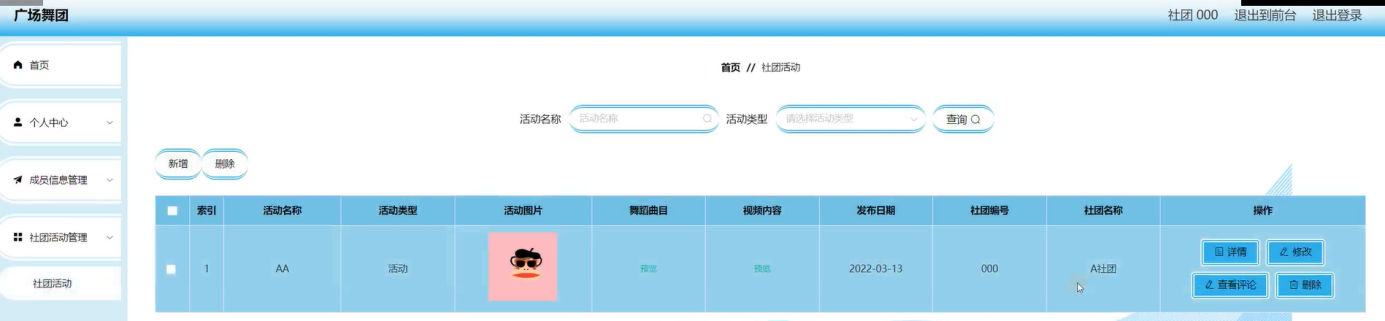 广场舞团
社团 000 退出到前台 退出登录
首页
首页 // 社团活动
个人中心
活动名称 活动名称 活动类型 请选择活动类型 查询
新增 删除
成员信息管理
索引 活动名称 活动类型 活动图片 舞蹈曲目 视频内容 发布日期 社团编号 社团名称 操作
社团活动管理
1 AA 活动 预览 预览 2022-03-13 000 A社团 详情 修改
查看评论 删除
社团活动